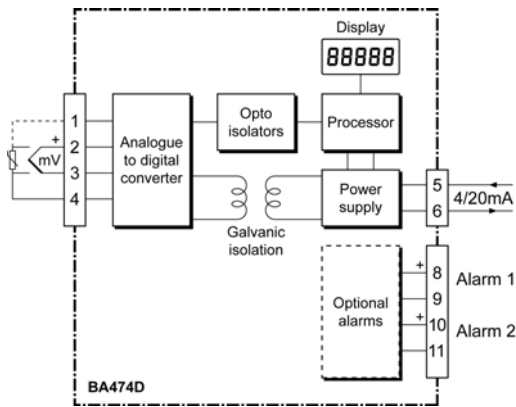 Display
88888
1
2
3
4
+
mV
Analogue
to digital
converter
Opto
isolators
Processor
Galvanic
isolation
Power
supply
5
6
4/20mA
Optional
alarms
+
8
9
+
10
11
Alarm 1
Alarm 2
BA474D